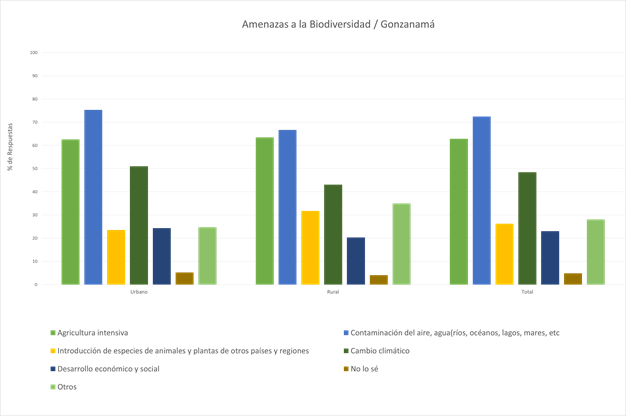 Amenazas a la Biodiversidad / Gonzanamá
% de Respuestas
100
90
80
70
60
50
40
30
20
10
0
Urbano Rural Total
Agricultura intensiva
Contaminación del aire, agua(ríos, océanos, lagos, mares, etc
Introducción de especies de animales y plantas de otros países y regiones
Cambio climático
Desarrollo económico y social
No lo sé
Otros